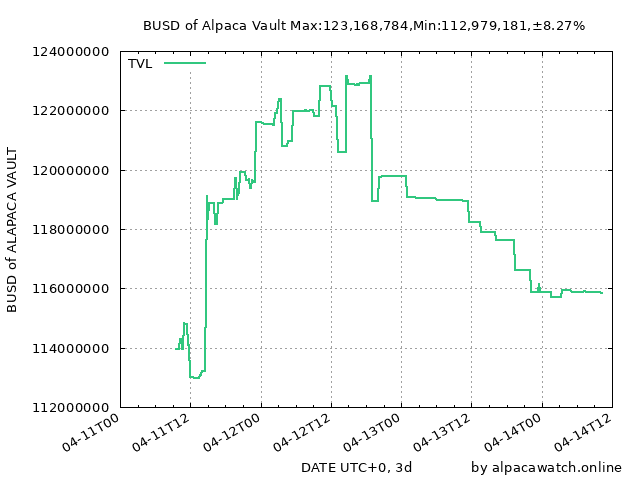 BUSD of Alpaca Vault Max:123,168,784,Min:112,979,181,±8.27%
TVL
124000000
122000000
120000000
118000000
116000000
114000000
112000000
BUSD of ALAPACA VAULT
04-11T00
04-11T12
04-12T00
04-12T12
04-13T00
04-13T12
04-14T00
04-14T12
DATE UTC+0, 3d
by alpacawatch.online